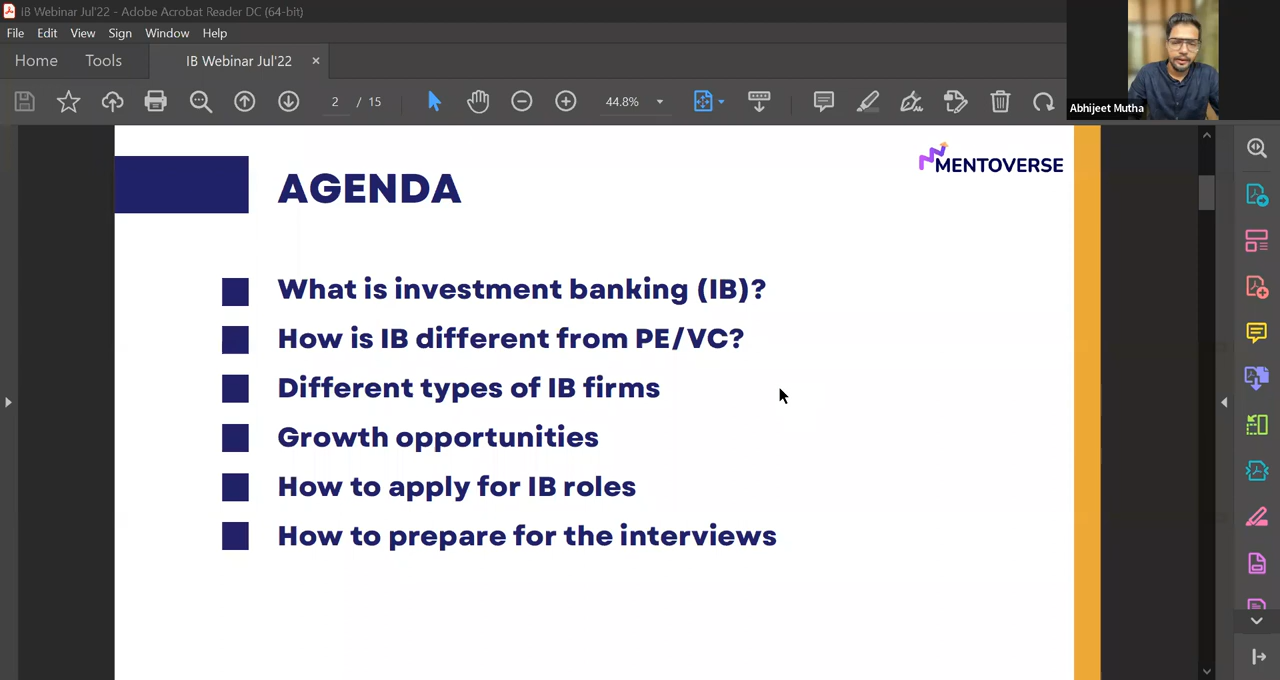 IB Webinar Jul'22 - Adobe Acrobat Reader DC (64-bit)
File Edit View Sign Window Help
Home Tools IB Webinar Jul'22 ×
2 / 15 44.8%
Abhijeet Mutha
MENTOVERSE
AGENDA
What is investment banking (IB)?
How is IB different from PE/VC?
Different types of IB firms
Growth opportunities
How to apply for IB roles
How to prepare for the interviews